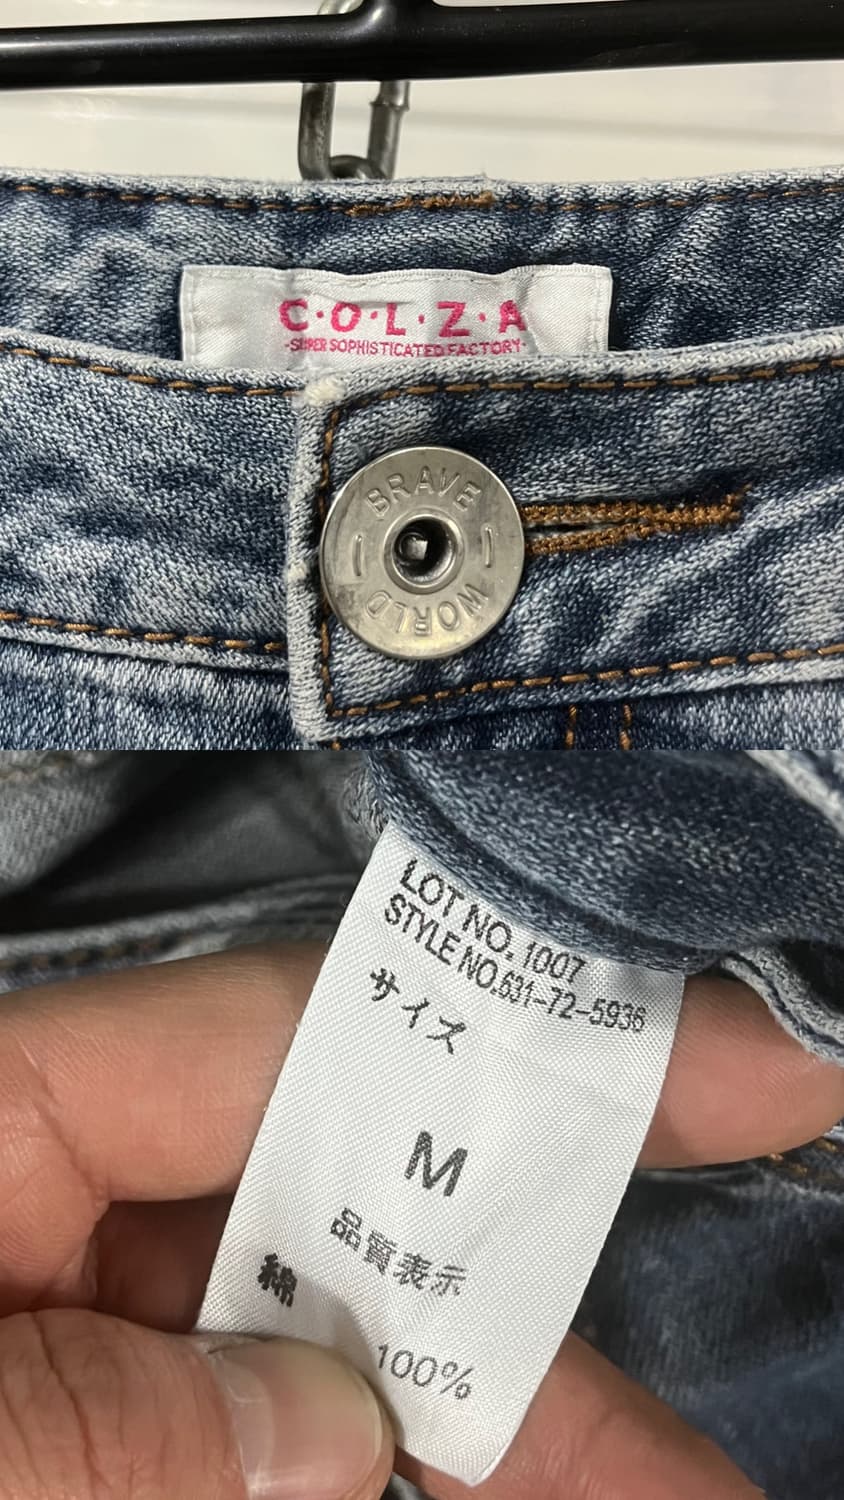 C·O·L·Z·A
-SUPER SOPHISTICATED FACTORY-
BRAVE
WORLD
LOT NO. 1007
STYLE NO.631-72-5936
サイズ
M
品質表示
綿
100%